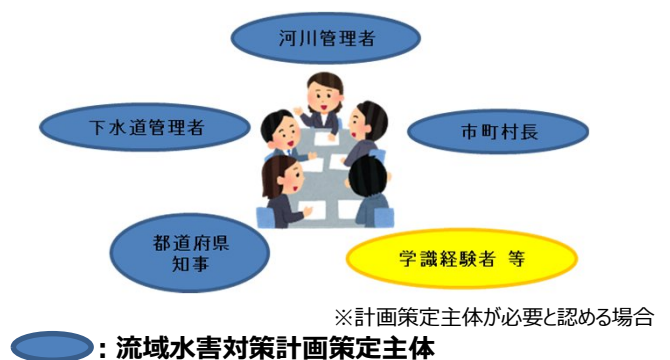 河川管理者
下水道管理者
市町村長
都道府県
知事
学識経験者 等
※計画策定主体が必要と認める場合
:流域水害対策計画策定主体